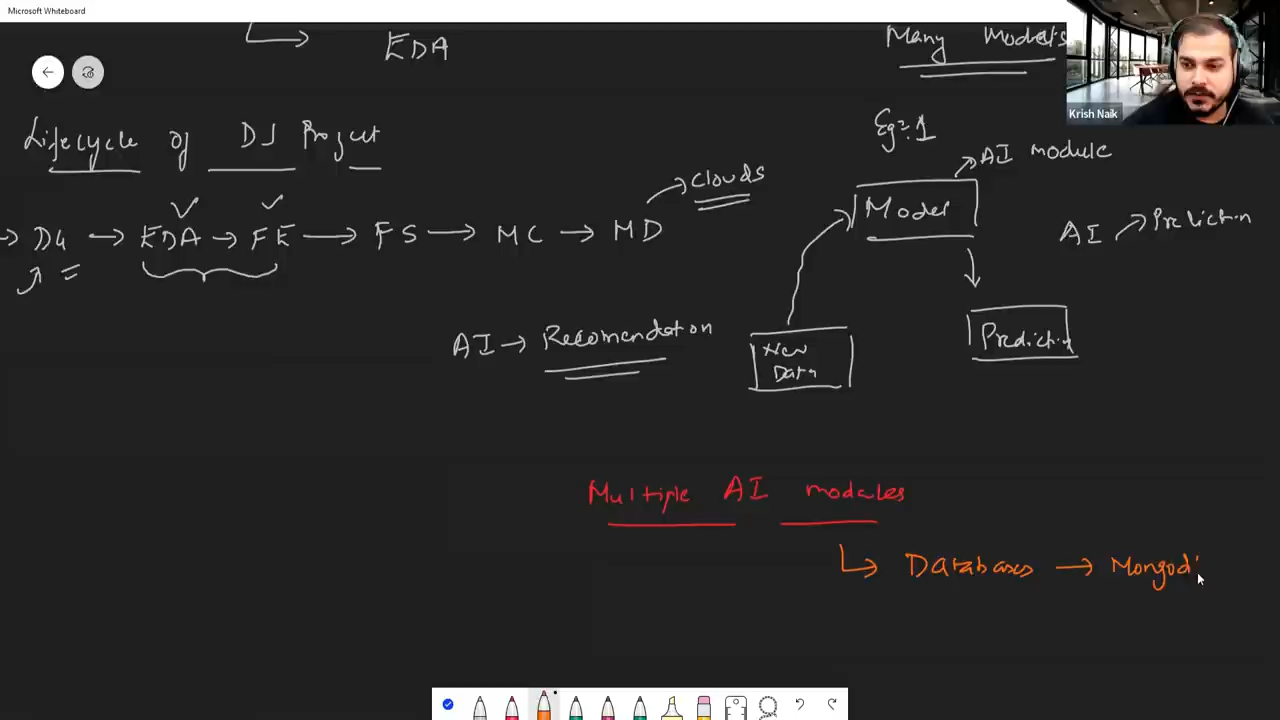 Microsoft Whiteboard
EDA
Many Models
Krish Naik
Lifecycle of DS Project
Eg:1
AI module
Clouds
Model
AI → Prediction
→ DG → EDA → FE → FS → MC → MD
AI → Recomendation
New
Data
Prediction
Multiple AI modules
Databases → Mongod